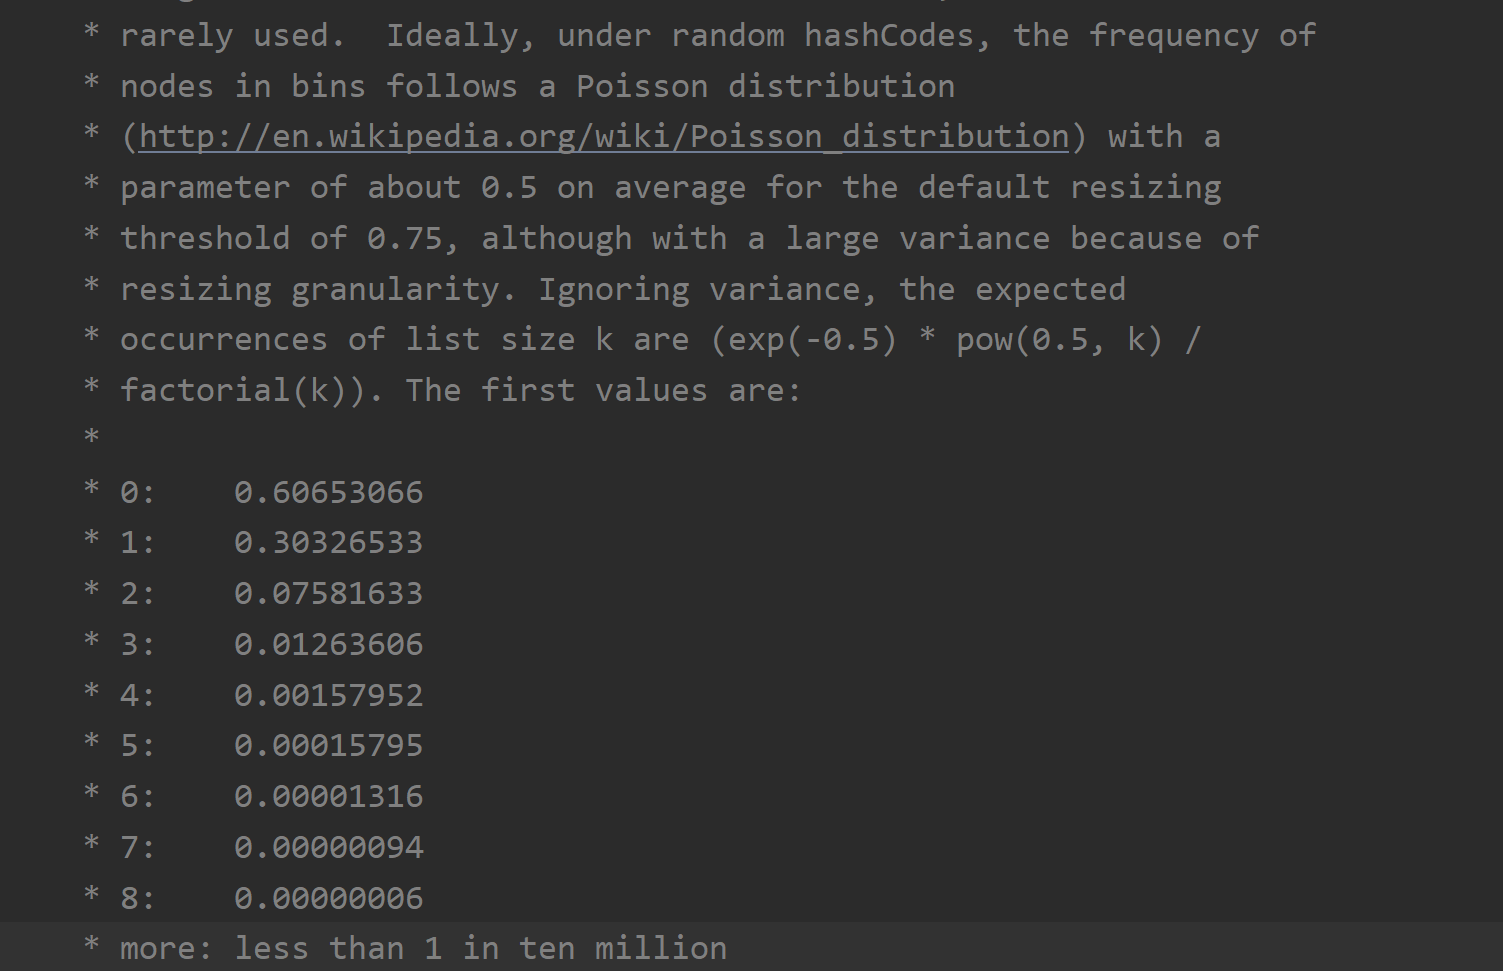 * rarely used.  Ideally, under random hashCodes, the frequency of
* nodes in bins follows a Poisson distribution
* (http://en.wikipedia.org/wiki/Poisson_distribution) with a
* parameter of about 0.5 on average for the default resizing
* threshold of 0.75, although with a large variance because of
* resizing granularity. Ignoring variance, the expected
* occurrences of list size k are (exp(-0.5) * pow(0.5, k) /
* factorial(k)). The first values are:
*
* 0:    0.60653066
* 1:    0.30326533
* 2:    0.07581633
* 3:    0.01263606
* 4:    0.00157952
* 5:    0.00015795
* 6:    0.00001316
* 7:    0.00000094
* 8:    0.00000006
* more: less than 1 in ten million